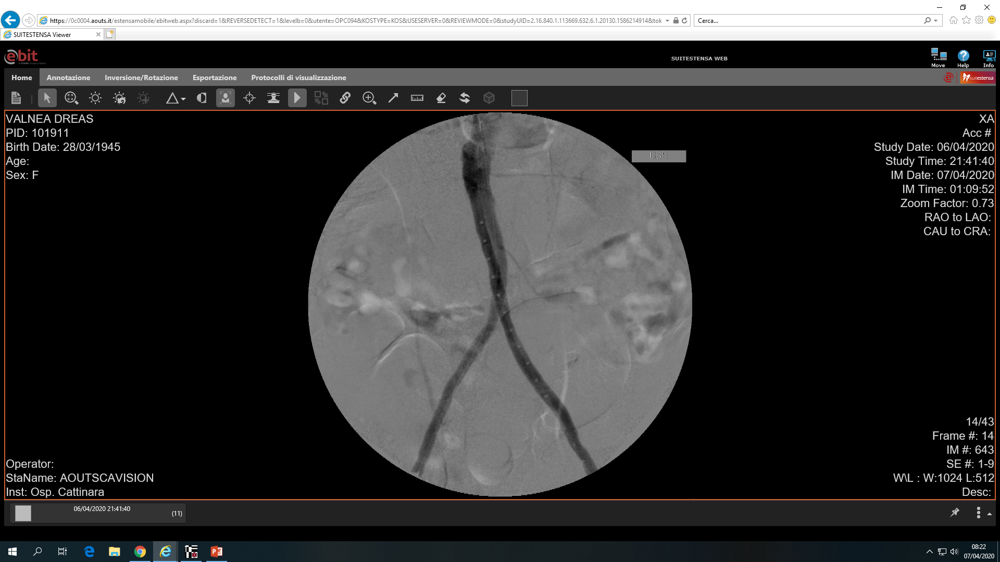 https://0c0004.aouts.it/estensamobile/ebitweb.aspx?discard=1&REVERSEDETECT=1&levelb=0&utente=OPC094&KOSTYPE=KOS&USESERVER=0&REVIEWMODE=0&studyUID=2.16.840.1.113669.632.6.1.20130.1586214914&tok
Cerca...
SUITESTENSA Viewer
ebit
SUITESTENSA WEB
Move
Help
Info
Home
Annotazione
Inversione/Rotazione
Esportazione
Protocolli di visualizzazione
suitestensa
VALNEA DREAS
PID: 101911
Birth Date: 28/03/1945
Age:
Sex: F
XA
Acc #
Study Date: 06/04/2020
Study Time: 21:41:40
IM Date: 07/04/2020
IM Time: 01:09:52
Zoom Factor: 0.73
RAO to LAO:
CAU to CRA:
14/43
Frame #: 14
IM #: 643
SE #: 1-9
W\L : W:1024 L:512
Desc:
Operator:
StaName: AOUTSCAVISION
Inst: Osp. Cattinara
06/04/2020 21:41:40
(11)
08:22
07/04/2020